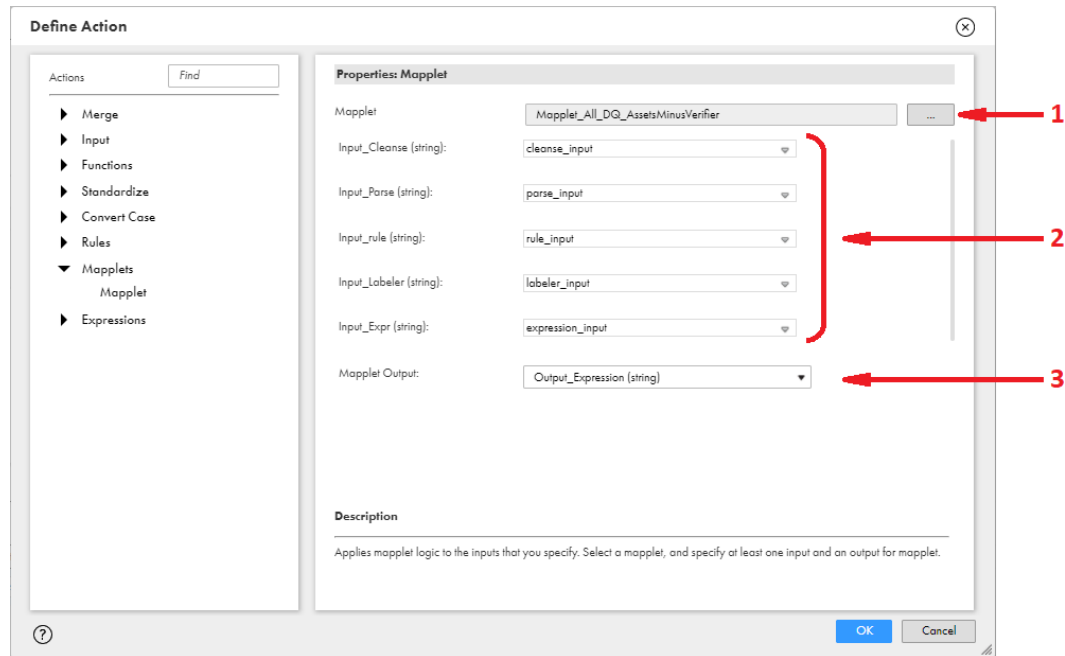 Define Action
Actions
Find
Merge
Input
Functions
Standardize
Convert Case
Rules
Mapplets
Mapplet
Expressions
Properties: Mapplet
Mapplet
Mapplet_All_DQ_AssetsMinusVerifier
...
1
Input_Cleanse (string):
cleanse_input
Input_Parse (string):
parse_input
Input_rule (string):
rule_input
2
Input_Labeler (string):
labeler_input
Input_Expr (string):
expression_input
Mapplet Output:
Output_Expression (string)
3
Description
Applies mapplet logic to the inputs that you specify. Select a mapplet, and specify at least one input and an output for mapplet.
?
OK
Cancel